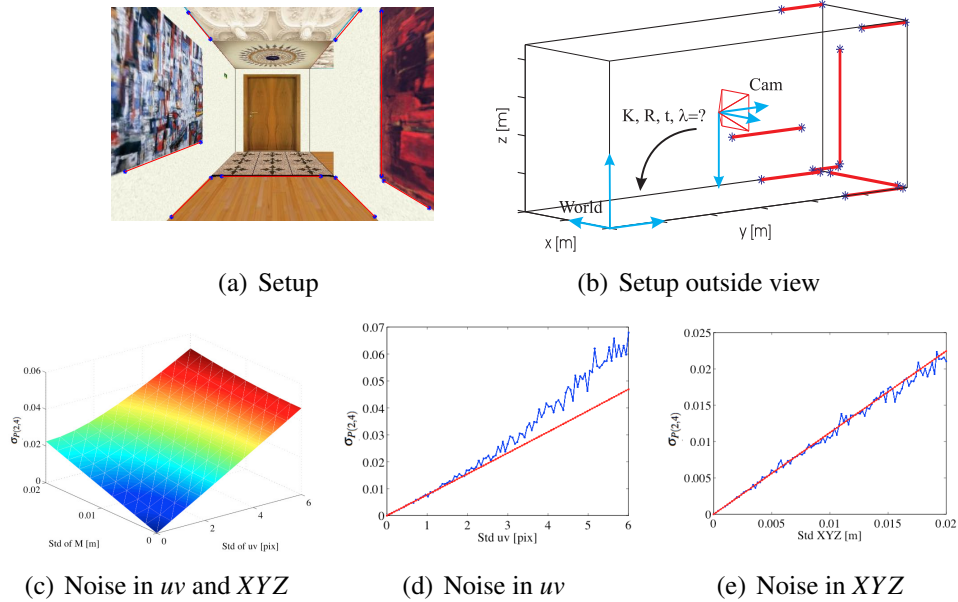 Cam
K, R, t, λ=?
World
z [m]
x [m]
y [m]
(a) Setup
(b) Setup outside view
0.06
0.04
0.02
0
0.02
0.01
0
0
2
4
6
σP(2,4)
Std of M [m]
Std of uv [pix]
0.07
0.06
0.05
0.04
0.03
0.02
0.01
0
0
1
2
3
4
5
6
σP(2,4)
Std uv [pix]
0.025
0.02
0.015
0.01
0.005
0
0
0.005
0.01
0.015
0.02
σP(2,4)
Std XYZ [m]
(c) Noise in uv and XYZ
(d) Noise in uv
(e) Noise in XYZ